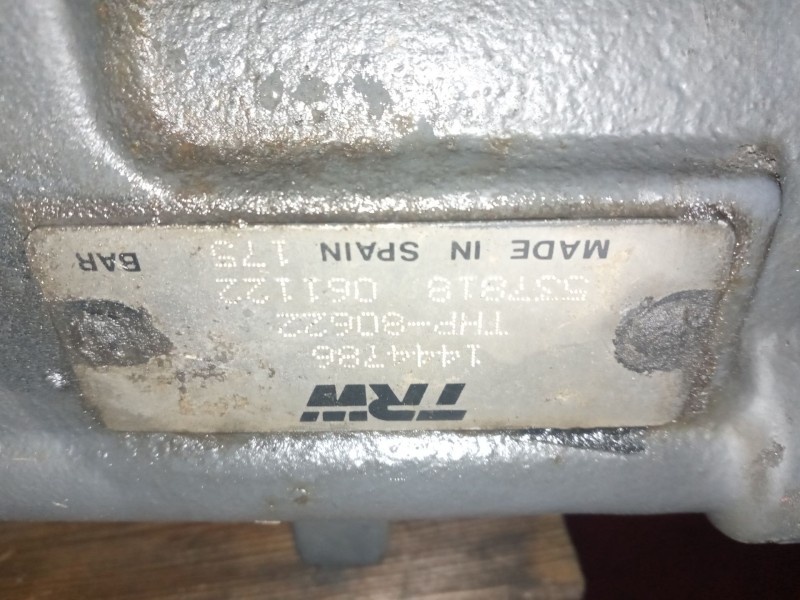 TRW
1444786
THP-80622
537818 061122
MADE IN SPAIN 175 BAR